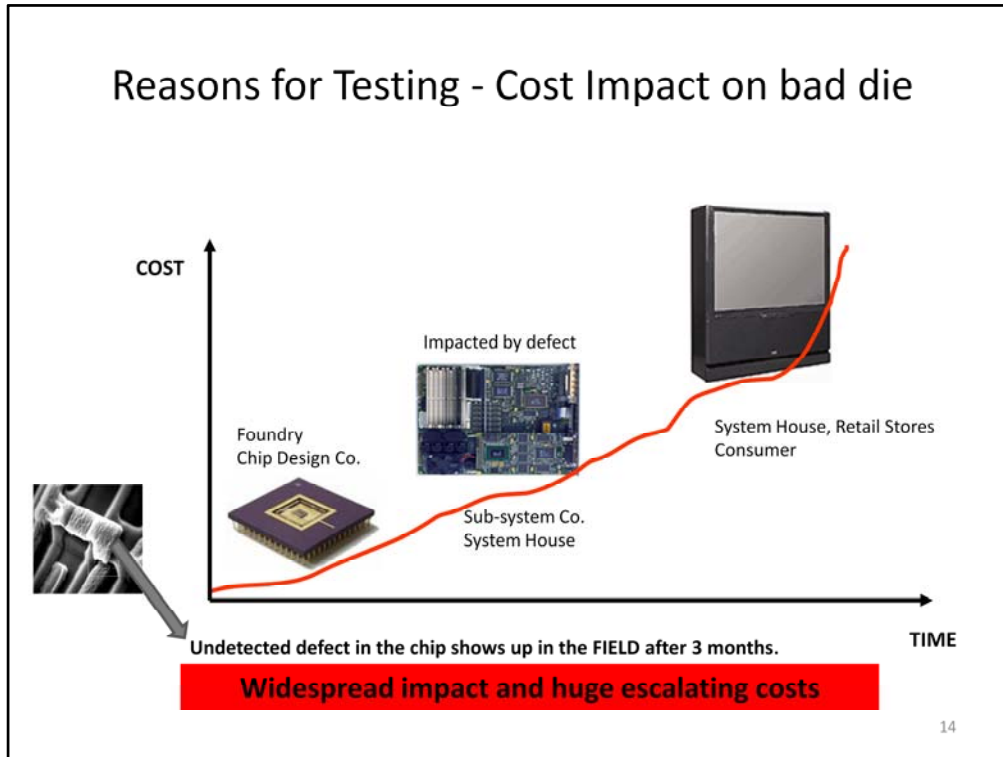 Reasons for Testing - Cost Impact on bad die
COST
Impacted by defect
Foundry
Chip Design Co.
System House, Retail Stores
Consumer
Sub-system Co.
System House
TIME
Undetected defect in the chip shows up in the FIELD after 3 months.
Widespread impact and huge escalating costs
14